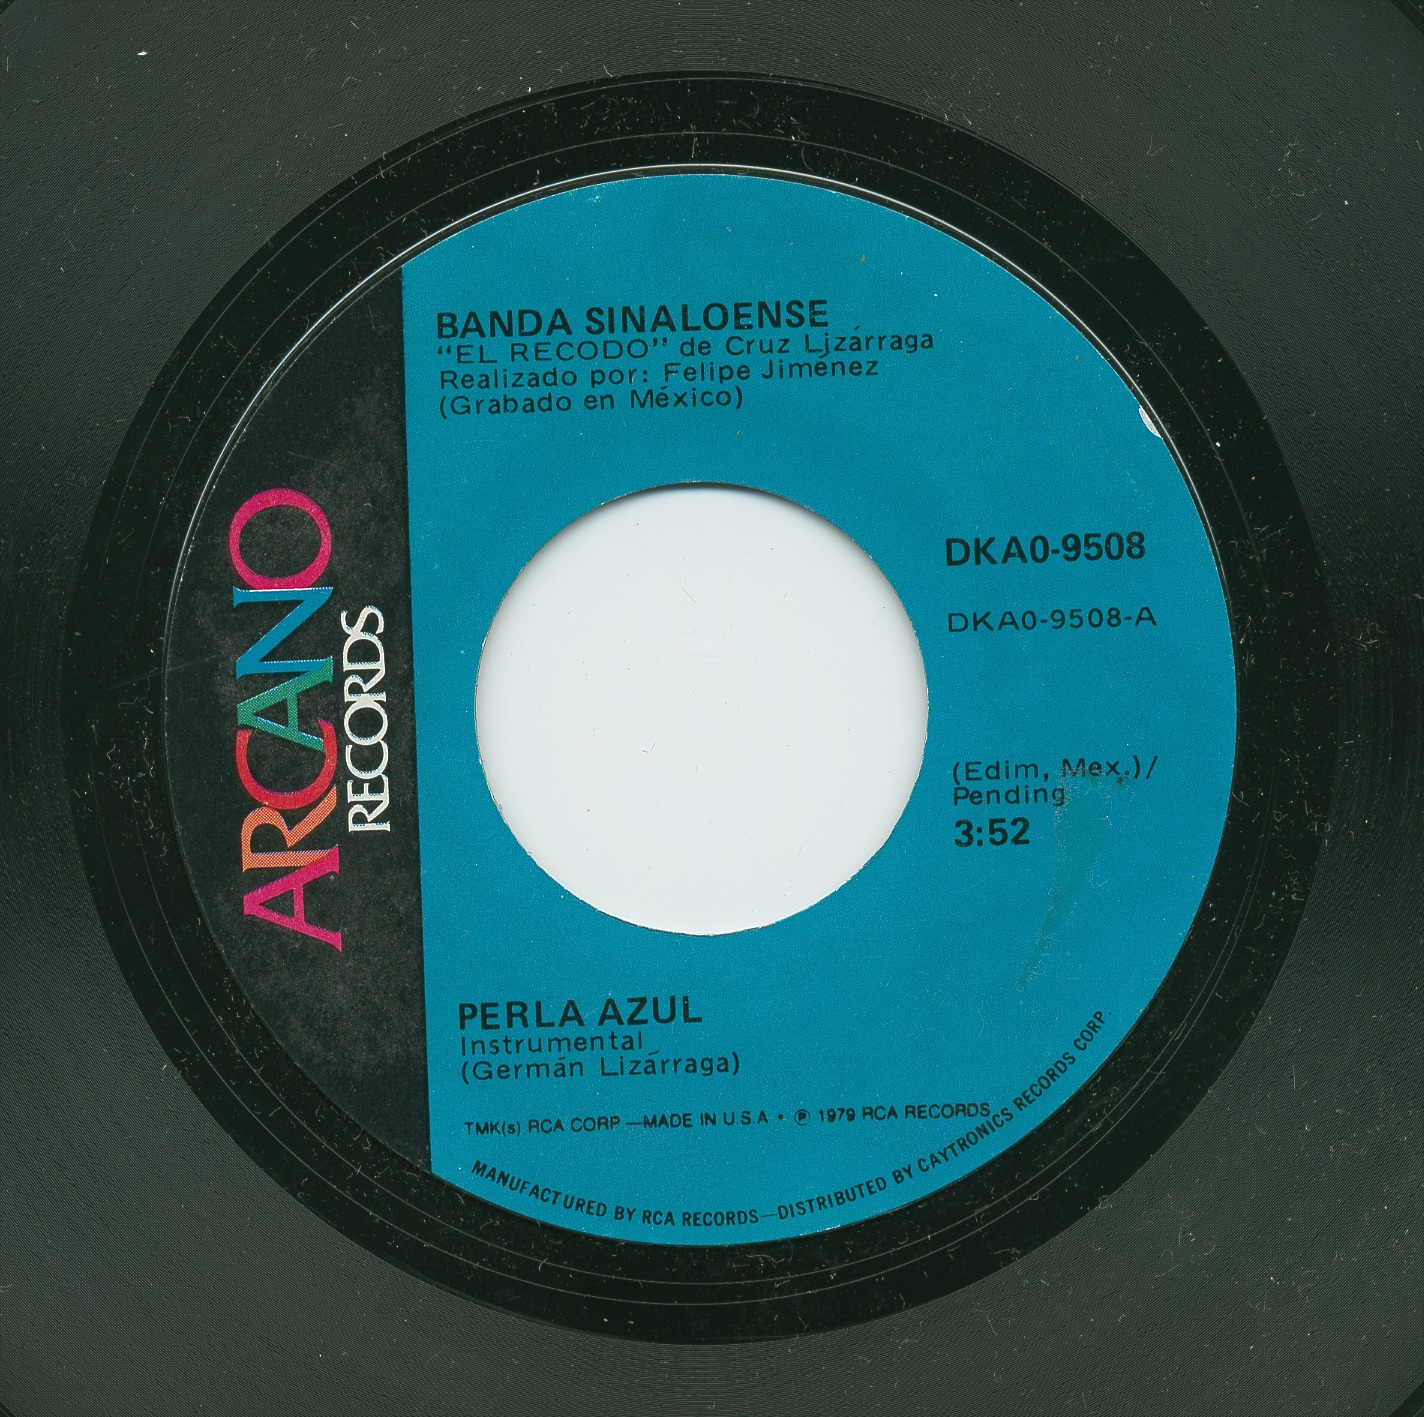 BANDA SINALOENSE
“EL RECODO” de Cruz Lizárraga
Realizado por: Felipe Jiménez
(Grabado en México)
ARCANO
RECORDS
DKA0-9508
DKA0-9508-A
(Edim, Mex.)/
Pending
3:52
PERLA AZUL
Instrumental
(Germán Lizárraga)
TMK(s) RCA CORP —MADE IN U.S.A • ℗ 1979 RCA RECORDS
MANUFACTURED BY RCA RECORDS—DISTRIBUTED BY CAYTRONICS RECORDS CORP.